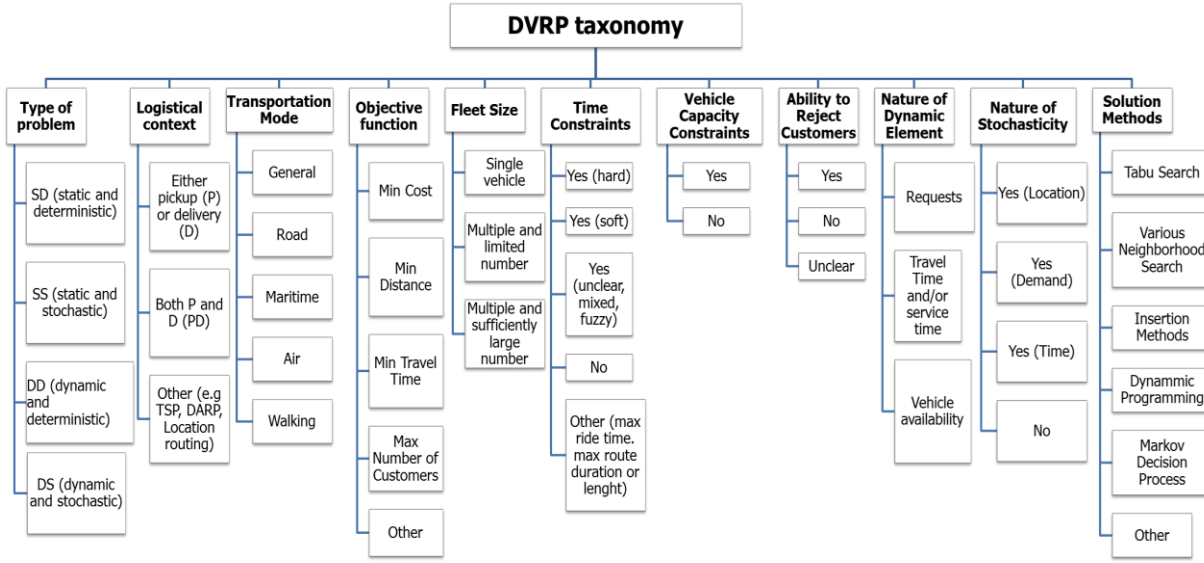 DVRP taxonomy
Type of
problem
SD (static and
deterministic)
SS (static and
stochastic)
DD (dynamic
and
deterministic)
DS (dynamic
and stochastic)
Logistical
context
Either
pickup (P)
or delivery
(D)
Both P and
D (PD)
Other (e.g
TSP, DARP,
Location
routing)
Transportation
Mode
General
Road
Maritime
Air
Walking
Objective
function
Min Cost
Min
Distance
Min Travel
Time
Max
Number of
Customers
Other
Fleet Size
Single
vehicle
Multiple and
limited
number
Multiple and
sufficiently
large
number
Time
Constraints
Yes (hard)
Yes (soft)
Yes
(unclear,
mixed,
fuzzy)
No
Other (max
ride time.
max route
duration or
lenght)
Vehicle
Capacity
Constraints
Yes
No
Ability to
Reject
Customers
Yes
No
Unclear
Nature of
Dynamic
Element
Requests
Travel
Time
and/or
service
time
Vehicle
availability
Nature of
Stochasticity
Yes (Location)
Yes
(Demand)
Yes (Time)
No
Solution
Methods
Tabu Search
Various
Neighborhood
Search
Insertion
Methods
Dynammic
Programming
Markov
Decision
Process
Other